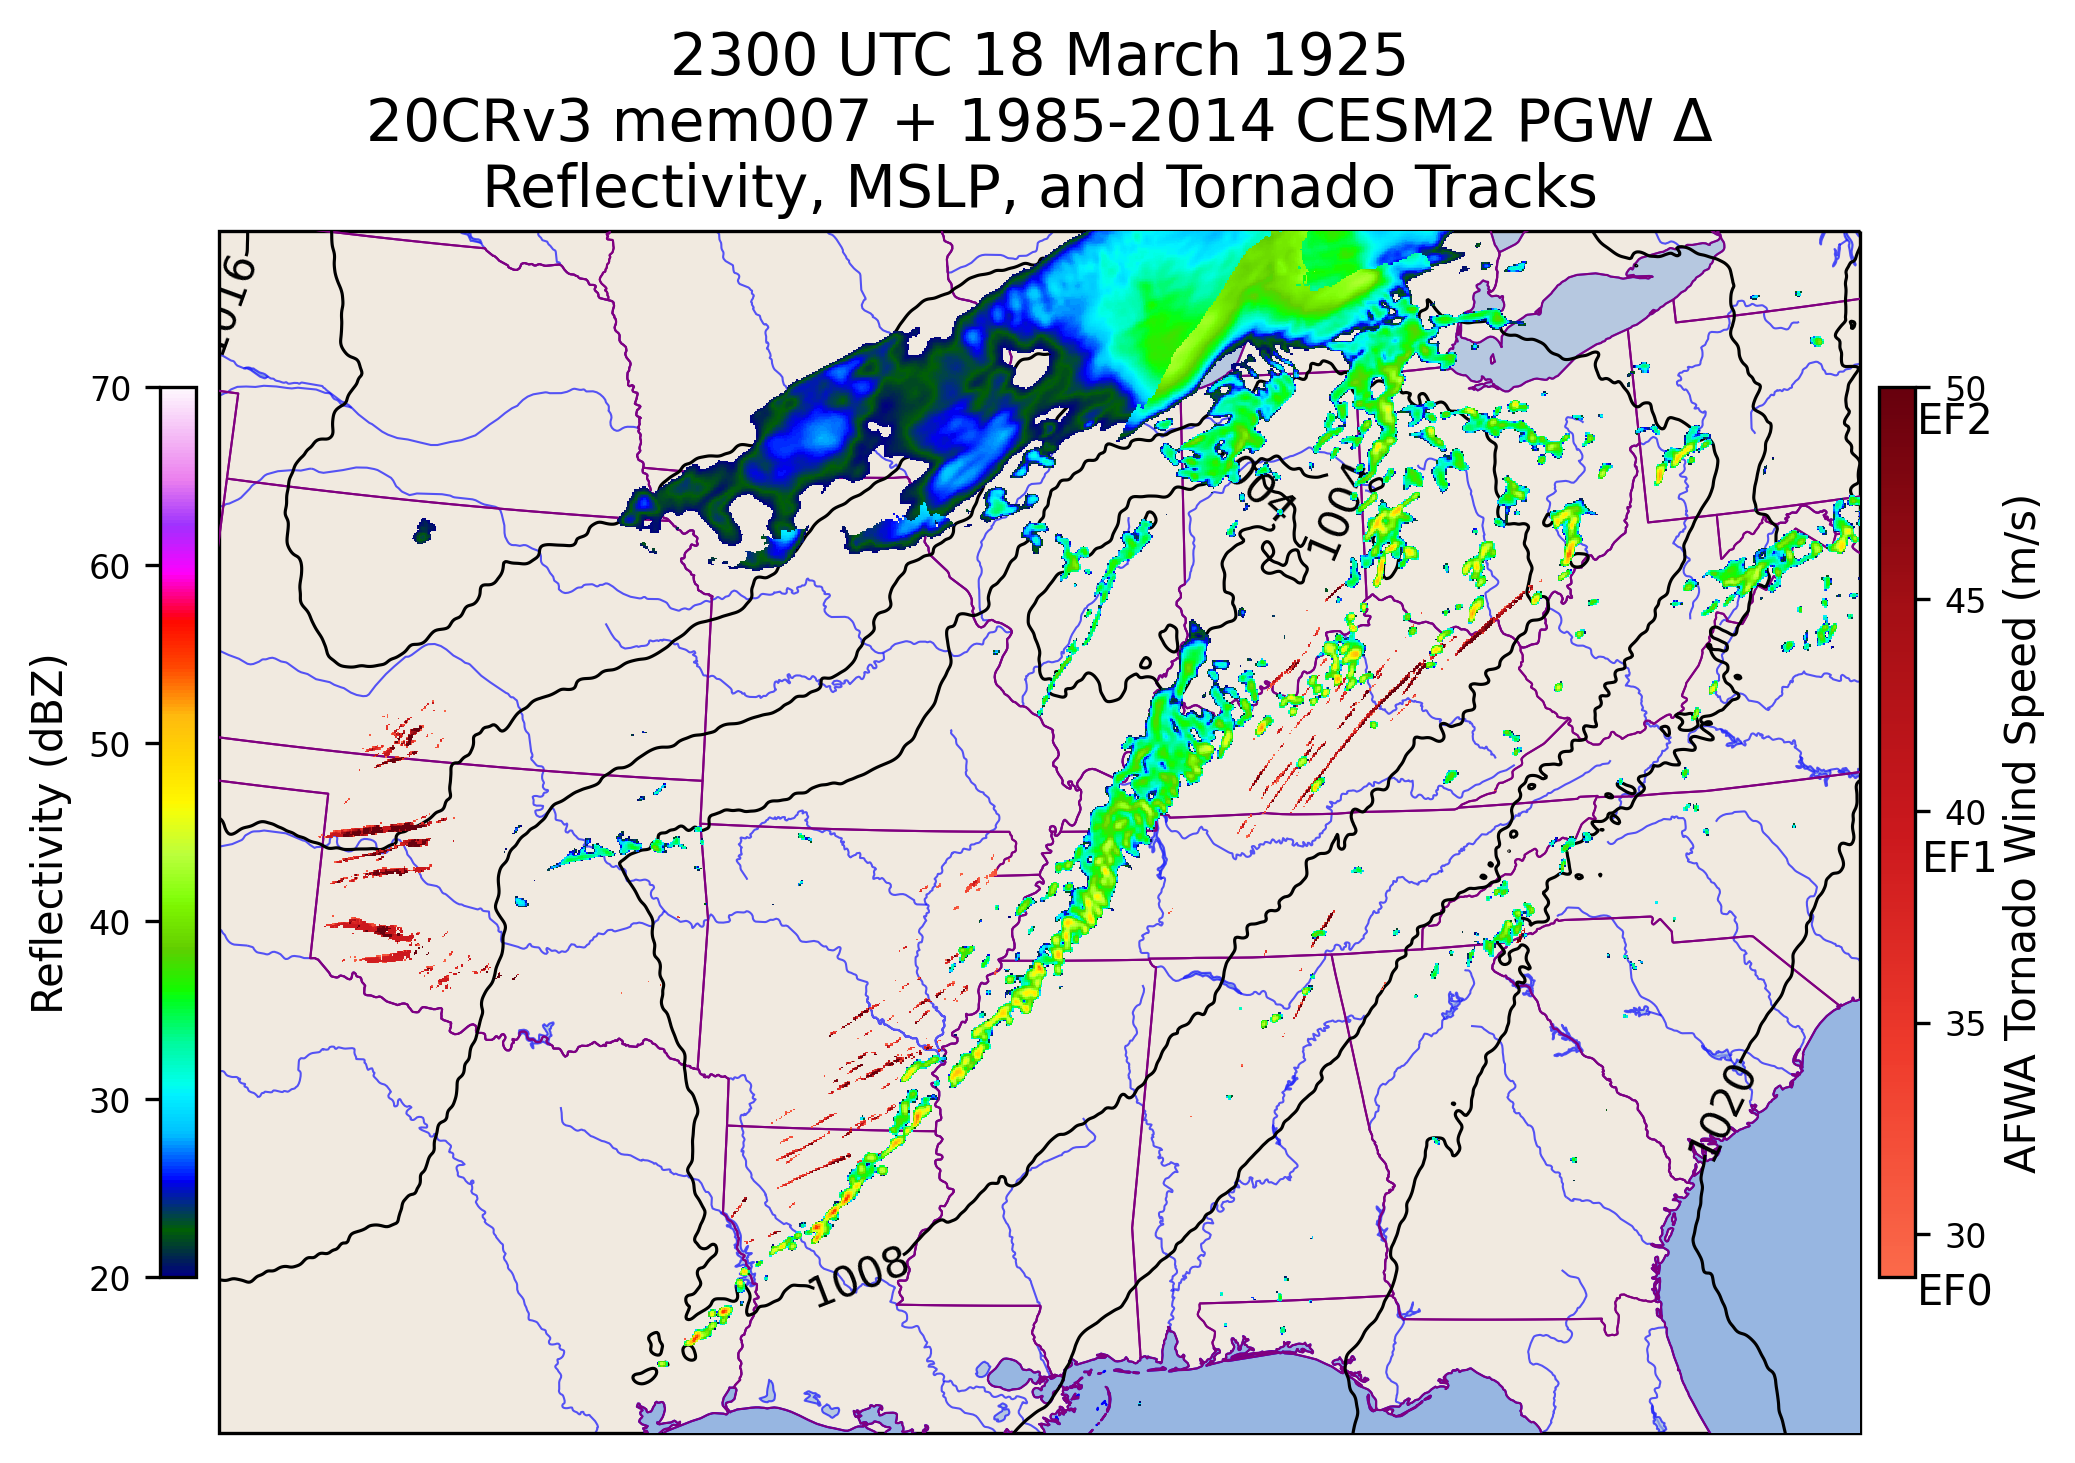 2300 UTC 18 March 1925
20CRv3 mem007 + 1985-2014 CESM2 PGW Δ
Reflectivity, MSLP, and Tornado Tracks
Reflectivity (dBZ)
70
60
50
40
30
20
1016
1004
1008
1020
50
EF2
45
40
EF1
35
30
EF0
AFWA Tornado Wind Speed (m/s)